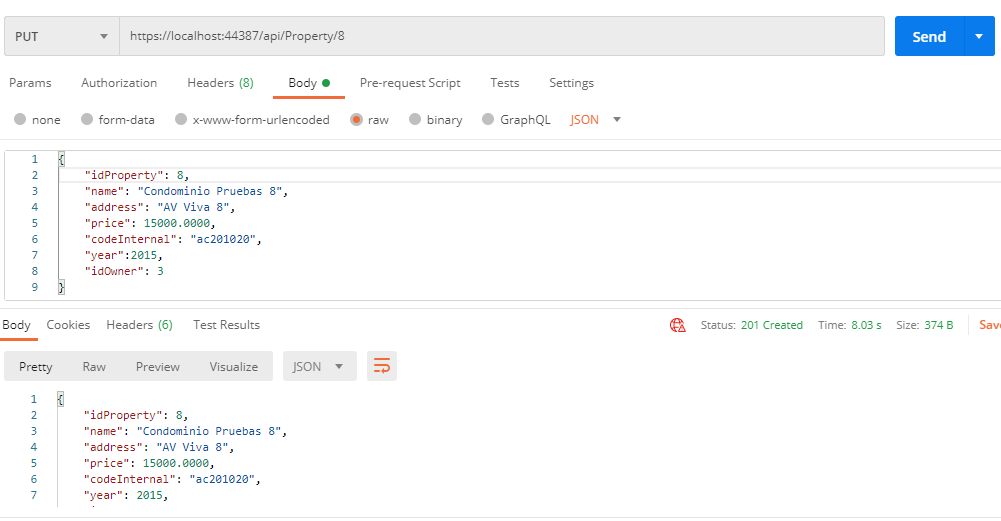 PUT https://localhost:44387/api/Property/8 Send
Params Authorization Headers (8) Body Pre-request Script Tests Settings
none form-data x-www-form-urlencoded raw binary GraphQL JSON
1 {
2 "idProperty": 8,
3 "name": "Condominio Pruebas 8",
4 "address": "AV Viva 8",
5 "price": 15000.0000,
6 "codeInternal": "ac201020",
7 "year":2015,
8 "idOwner": 3
9 }
Body Cookies Headers (6) Test Results Status: 201 Created Time: 8.03 s Size: 374 B Save
Pretty Raw Preview Visualize JSON
1 {
2 "idProperty": 8,
3 "name": "Condominio Pruebas 8",
4 "address": "AV Viva 8",
5 "price": 15000.0000,
6 "codeInternal": "ac201020",
7 "year": 2015,